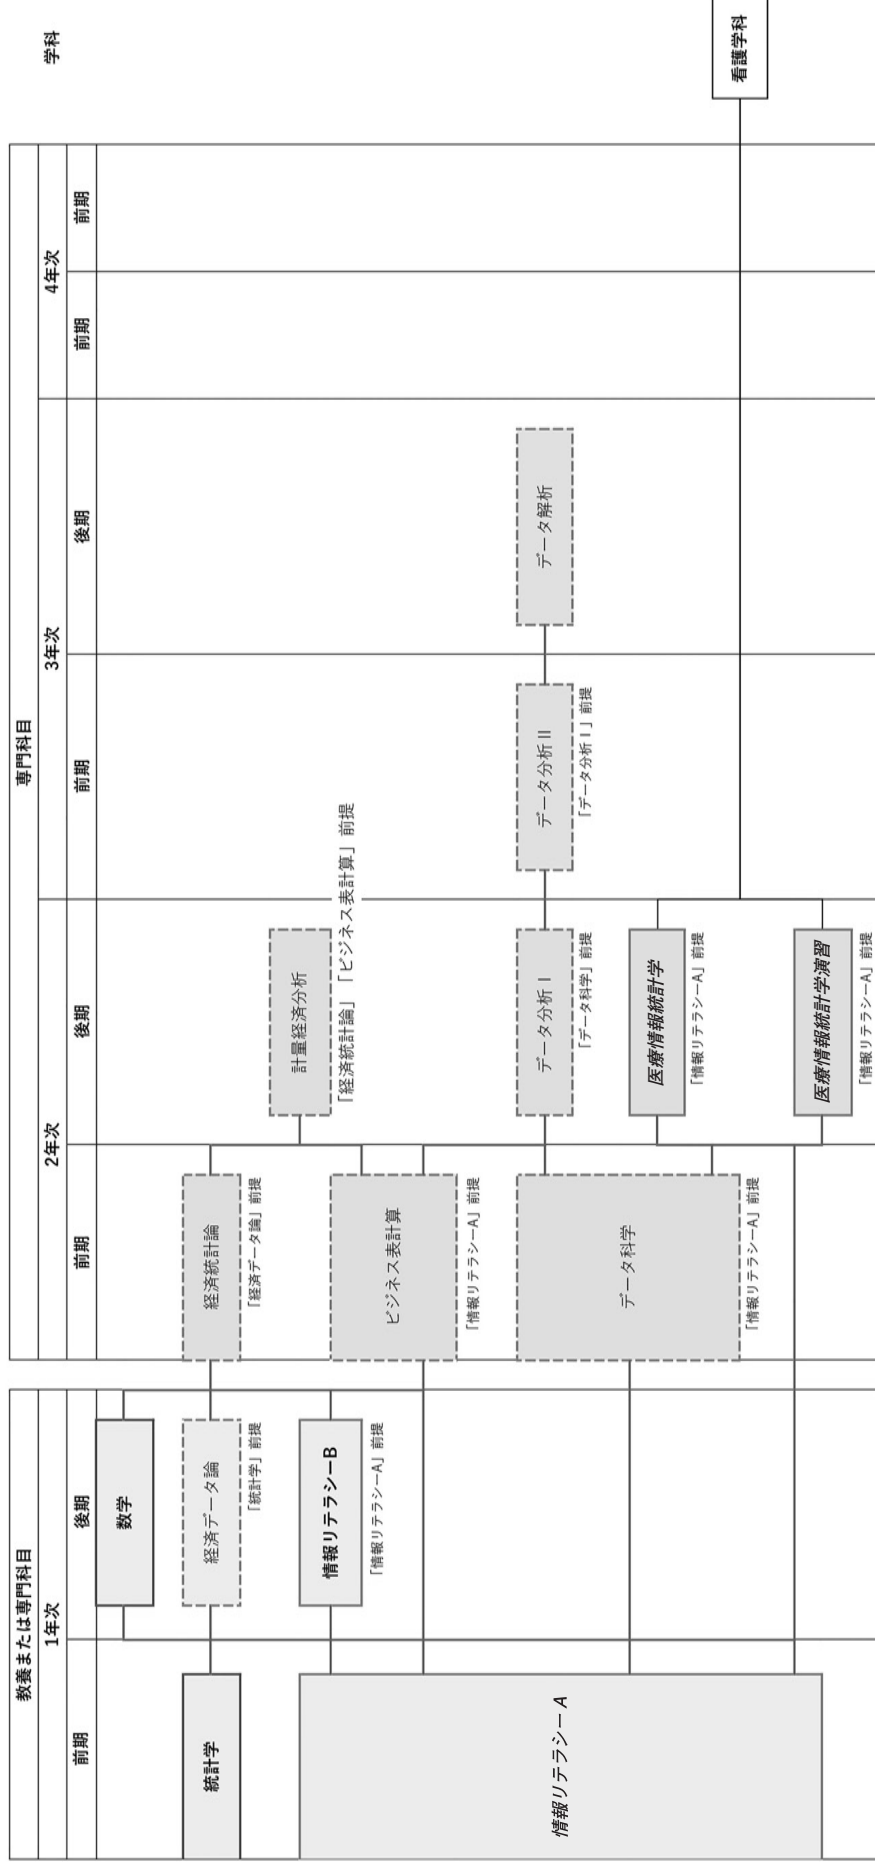 教養または専門科目
専門科目
1年次
2年次
3年次
4年次
学科
前期
後期
前期
後期
前期
後期
前期
前期
数学
統計学
経済データ論
「統計学」前提
経済統計論
「経済データ論」前提
計量経済分析
「経済統計論」「ビジネス表計算」前提
情報リテラシーB
「情報リテラシーA」前提
ビジネス表計算
「情報リテラシーA」前提
情報リテラシーA
データ科学
「情報リテラシーA」前提
データ分析Ⅰ
「データ科学」前提
データ分析Ⅱ
「データ分析Ⅰ」前提
データ解析
医療情報統計学
「情報リテラシーA」前提
看護学科
医療情報統計学演習
「情報リテラシーA」前提